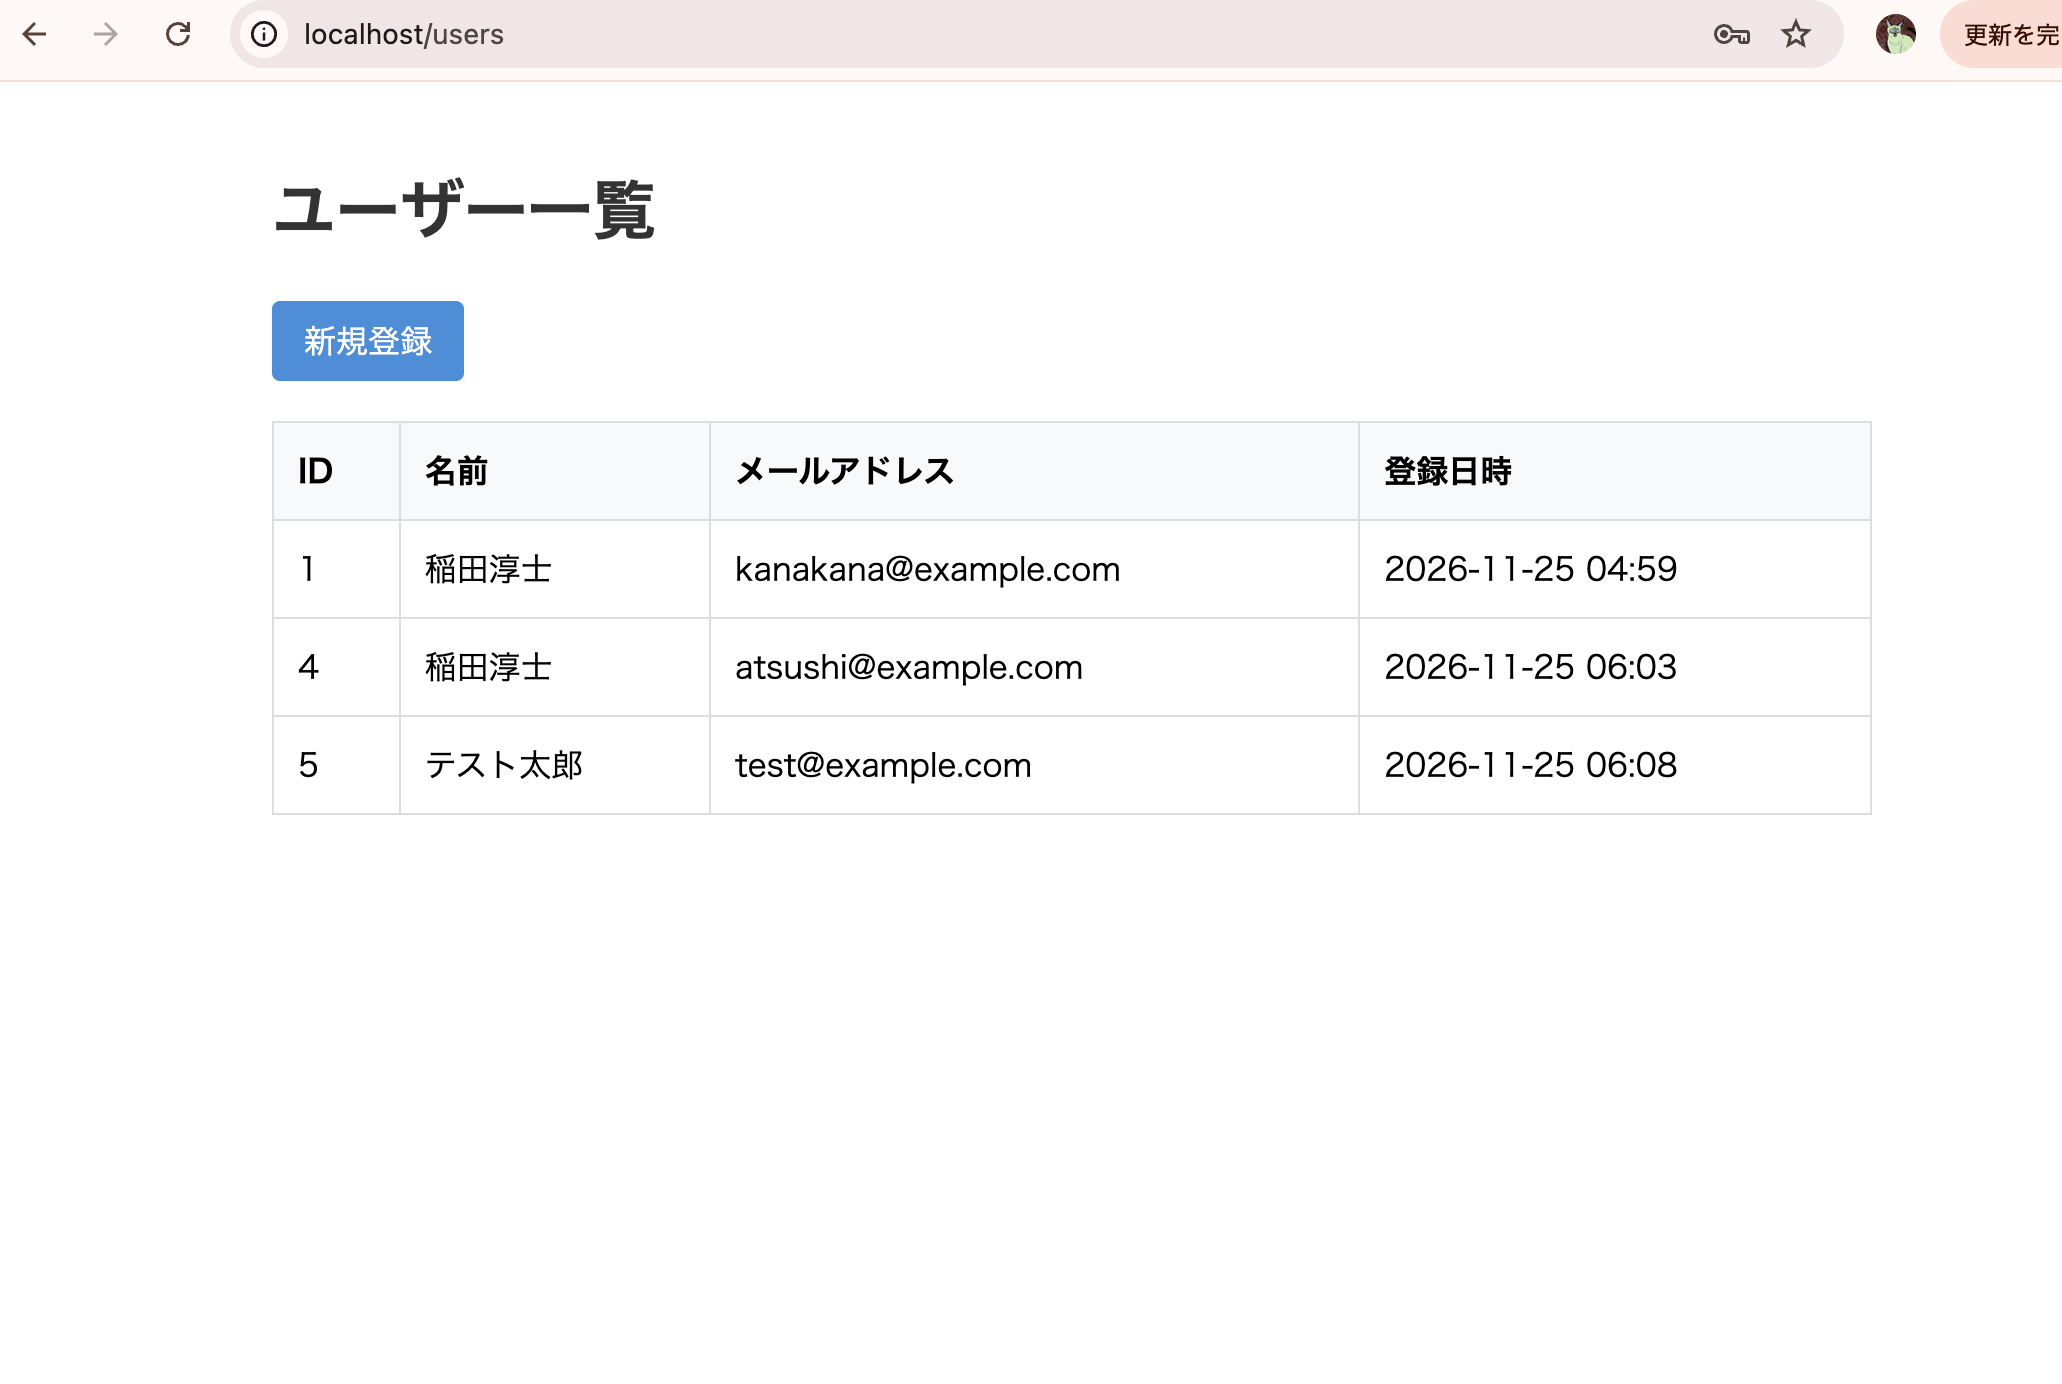 localhost/users
更新を完
ユーザー一覧
新規登録
ID 名前 メールアドレス 登録日時
1 稲田淳士 kanakana@example.com 2026-11-25 04:59
4 稲田淳士 atsushi@example.com 2026-11-25 06:03
5 テスト太郎 test@example.com 2026-11-25 06:08